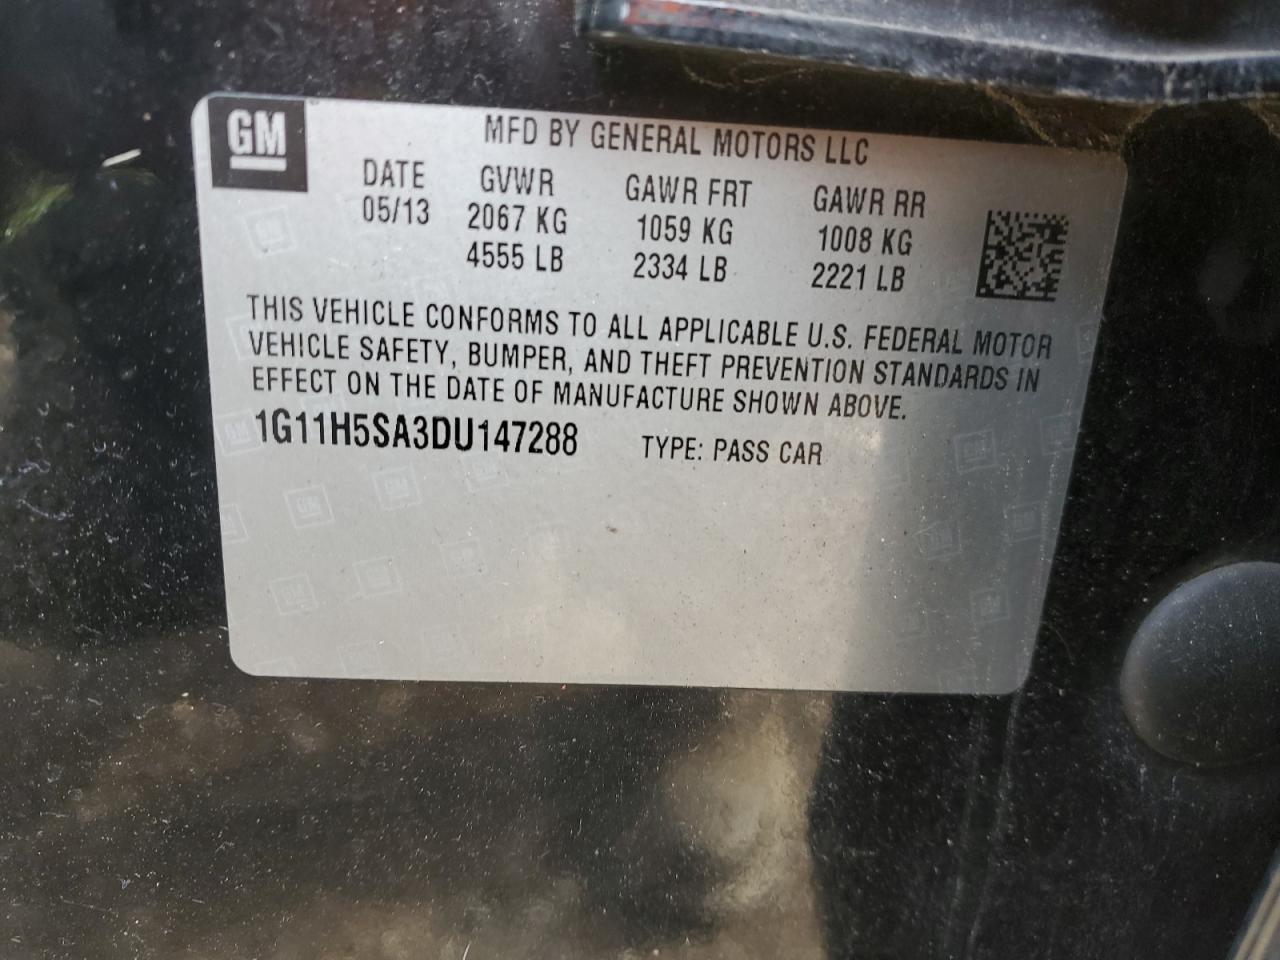 GM
MFD BY GENERAL MOTORS LLC
DATE GVWR GAWR FRT GAWR RR
05/13 2067 KG 1059 KG 1008 KG
4555 LB 2334 LB 2221 LB
THIS VEHICLE CONFORMS TO ALL APPLICABLE U.S. FEDERAL MOTOR
VEHICLE SAFETY, BUMPER, AND THEFT PREVENTION STANDARDS IN
EFFECT ON THE DATE OF MANUFACTURE SHOWN ABOVE.
1G11H5SA3DU147288 TYPE: PASS CAR